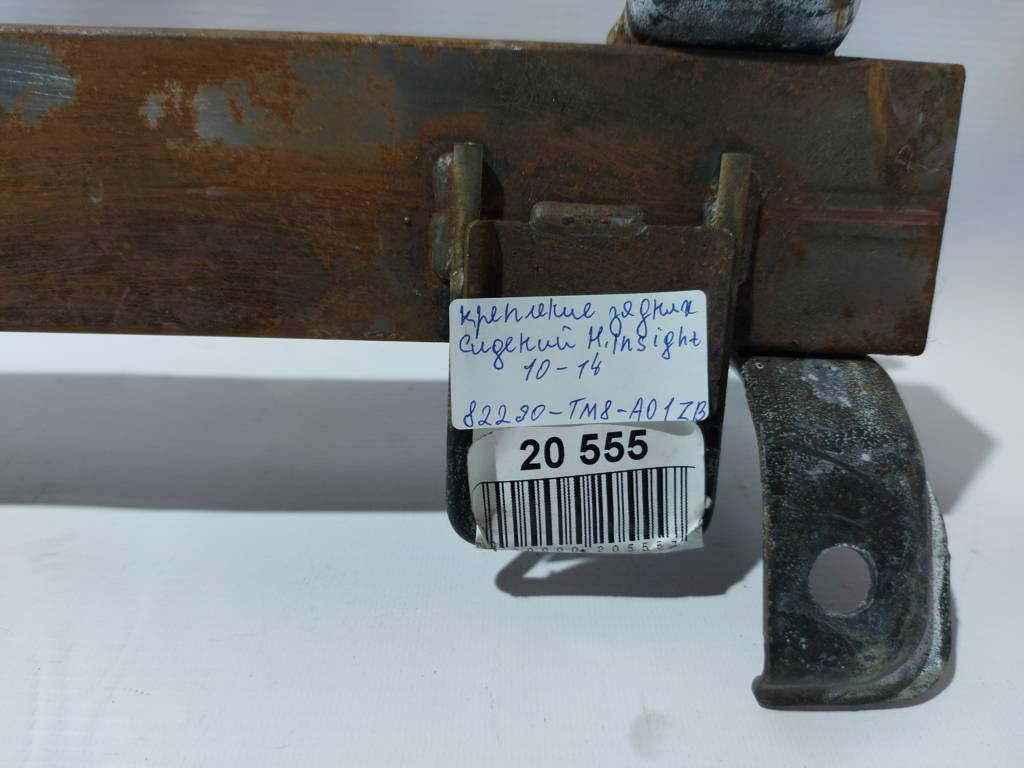 крепление задних
сидений H.Insight
10-14
82220-TM8-A01ZB
20 555